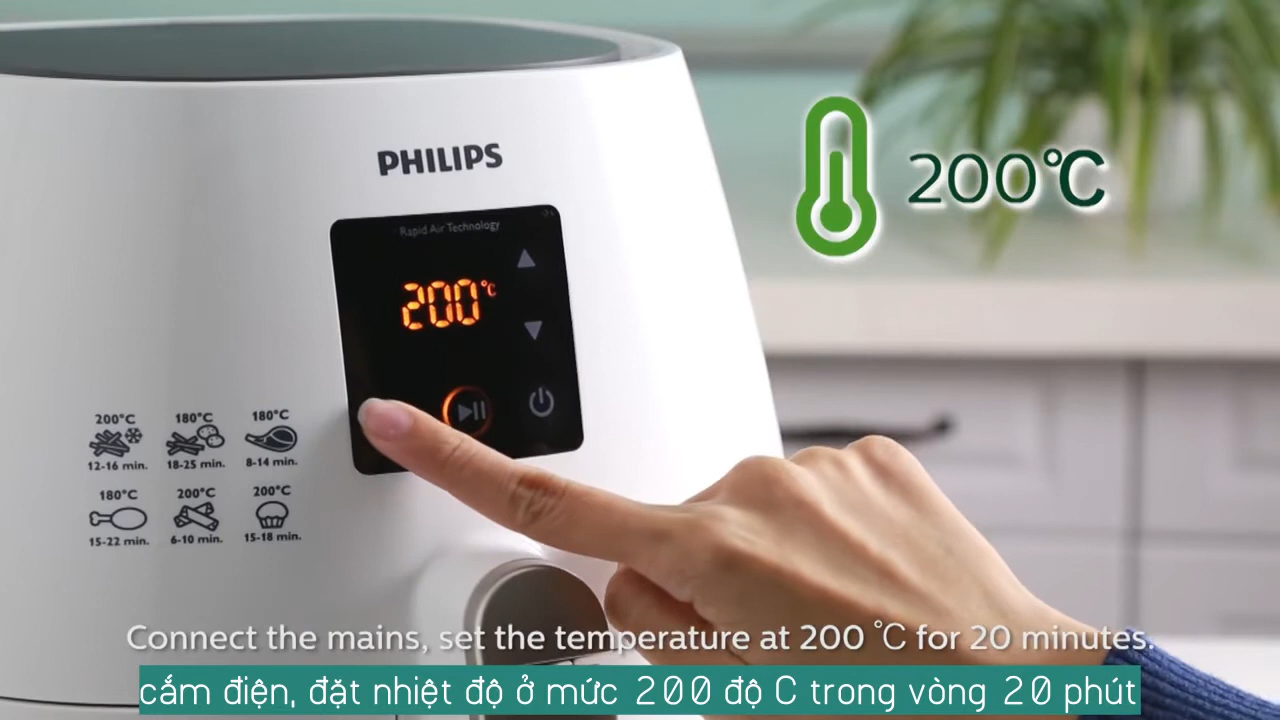 PHILIPS
Rapid Air Technology
200°C
200℃
200°C 180°C 180°C
12-16 min. 18-25 min. 8-14 min.
180°C 200°C 200°C
15-22 min. 6-10 min. 15-18 min.
Connect the mains, set the temperature at 200 ℃ for 20 minutes.
cắm điện, đặt nhiệt độ ở mức 200 độ C trong vòng 20 phút